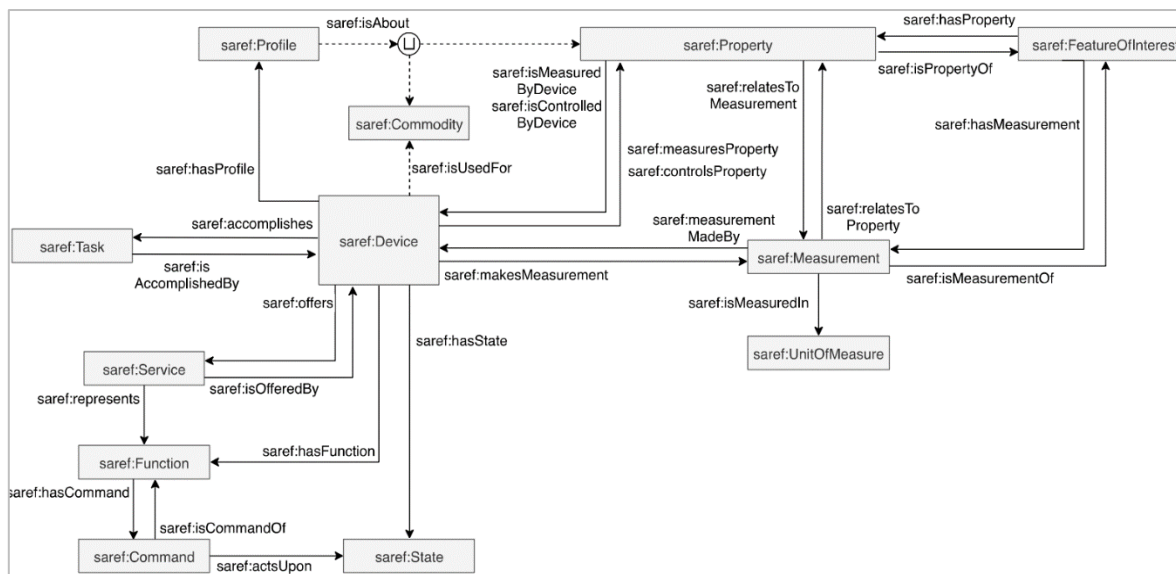 saref:isAbout
saref:hasProperty
saref:Profile
⊔
saref:Property
saref:FeatureOfInterest
saref:isMeasured
ByDevice
saref:isControlled
ByDevice
saref:relatesTo
Measurement
saref:isPropertyOf
saref:Commodity
saref:hasMeasurement
saref:hasProfile
saref:isUsedFor
saref:measuresProperty
saref:controlsProperty
saref:accomplishes
saref:Task
saref:Device
saref:measurement
MadeBy
saref:relatesTo
Property
saref:is
AccomplishedBy
saref:makesMeasurement
saref:Measurement
saref:isMeasurementOf
saref:offers
saref:isMeasuredIn
saref:hasState
saref:UnitOfMeasure
saref:Service
saref:isOfferedBy
saref:represents
saref:hasFunction
saref:Function
saref:hasCommand
saref:isCommandOf
saref:Command
saref:actsUpon
saref:State